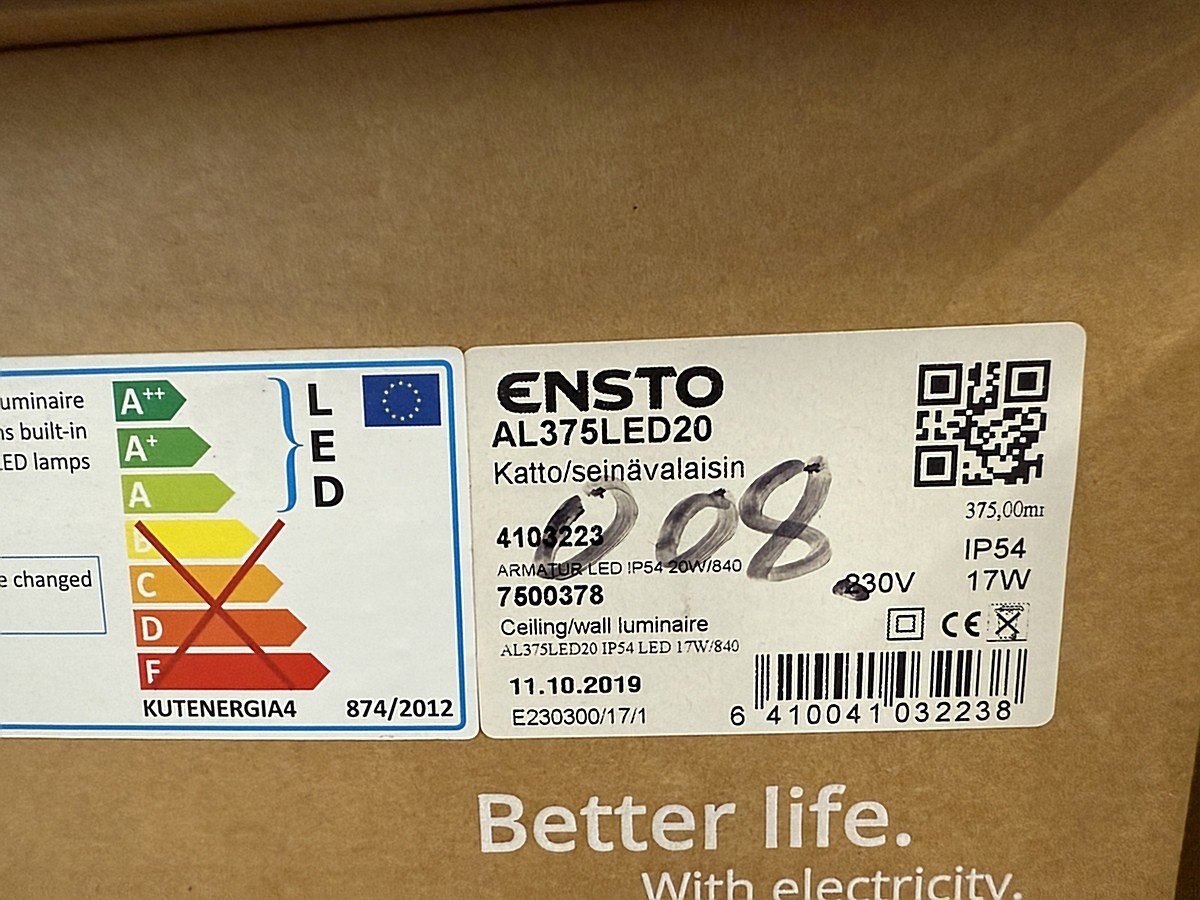 uminaire
ns built-in
LED lamps
e changed
A++
A+
A
B
C
D
F
L
E
D
KUTENERGIA4 874/2012
ENSTO
AL375LED20
Katto/seinävalaisin
008
375,00mm
4103223
IP54
ARMATUR LED IP54 20W/840
7500378
230V 17W
Ceiling/wall luminaire
AL375LED20 IP54 LED 17W/840
CE
11.10.2019
E230300/17/1
6 410041 032238
Better life.
With electricity.